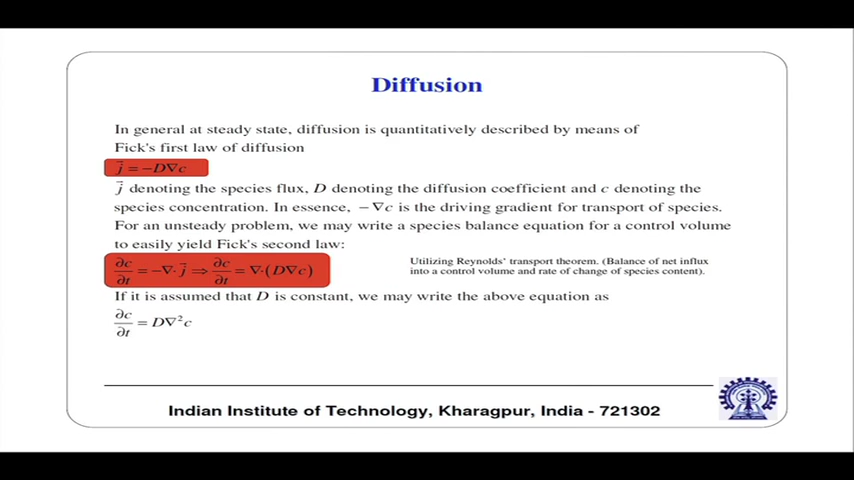 Diffusion
In general at steady state, diffusion is quantitatively described by means of
Fick's first law of diffusion
j⃗ = −D∇c
j⃗ denoting the species flux, D denoting the diffusion coefficient and c denoting the
species concentration. In essence, −∇c is the driving gradient for transport of species.
For an unsteady problem, we may write a species balance equation for a control volume
to easily yield Fick's second law:
∂c/∂t = −∇· j⃗ ⇒ ∂c/∂t = ∇·(D∇c)
Utilizing Reynolds' transport theorem. (Balance of net influx
into a control volume and rate of change of species content).
If it is assumed that D is constant, we may write the above equation as
∂c/∂t = D∇²c
Indian Institute of Technology, Kharagpur, India - 721302